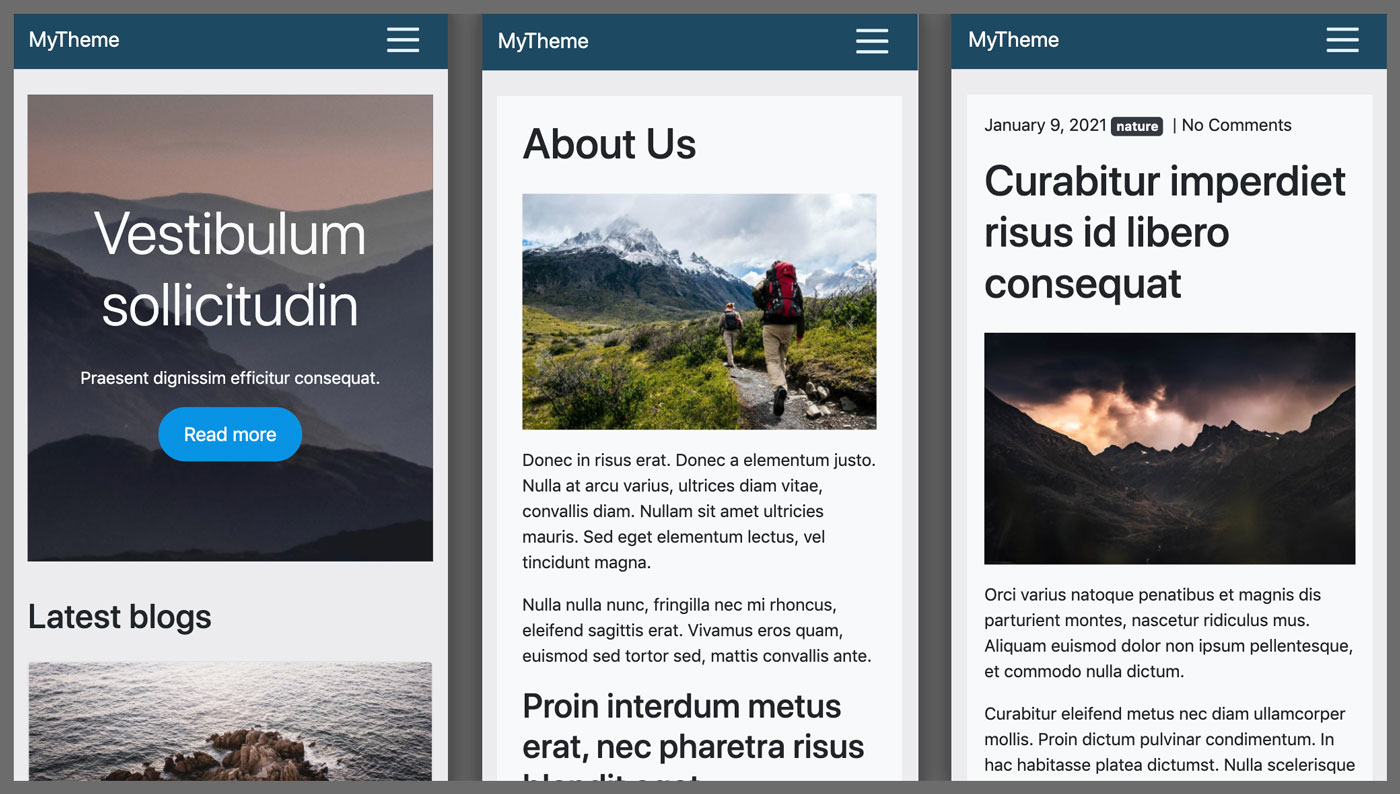 MyTheme
Vestibulum
sollicitudin
Praesent dignissim efficitur consequat.
Read more
Latest blogs
MyTheme
About Us
Donec in risus erat. Donec a elementum justo.
Nulla at arcu varius, ultrices diam vitae,
convallis diam. Nullam sit amet ultricies
mauris. Sed eget elementum lectus, vel
tincidunt magna.
Nulla nulla nunc, fringilla nec mi rhoncus,
eleifend sagittis erat. Vivamus eros quam,
euismod sed tortor sed, mattis convallis ante.
Proin interdum metus
erat, nec pharetra risus
MyTheme
January 9, 2021 nature | No Comments
Curabitur imperdiet
risus id libero
consequat
Orci varius natoque penatibus et magnis dis
parturient montes, nascetur ridiculus mus.
Aliquam euismod dolor non ipsum pellentesque,
et commodo nulla dictum.
Curabitur eleifend metus nec diam ullamcorper
mollis. Proin dictum pulvinar condimentum. In
hac habitasse platea dictumst. Nulla scelerisque